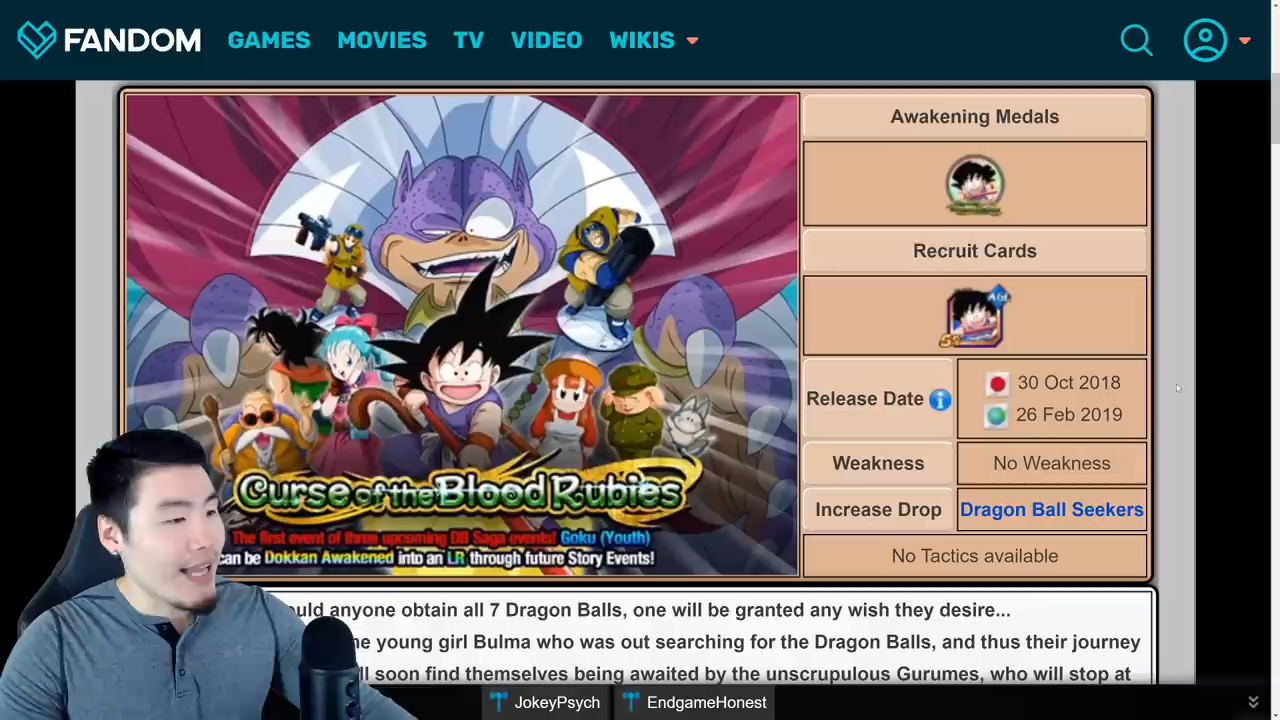 FANDOM GAMES MOVIES TV VIDEO WIKIS
Awakening Medals
AGL
Recruit Cards
Release Date 30 Oct 2018
26 Feb 2019
Weakness No Weakness
Increase Drop Dragon Ball Seekers
No Tactics available
Curse of the Blood Rubies
The first event of three upcoming DB Saga events! Goku (Youth)
can be Dokkan Awakened into an LR through future Story Events!
anyone obtain all 7 Dragon Balls, one will be granted any wish they desire...
young girl Bulma who was out searching for the Dragon Balls, and thus their journey
soon find themselves being awaited by the unscrupulous Gurumes, who will stop at
JokeyPsych EndgameHonest